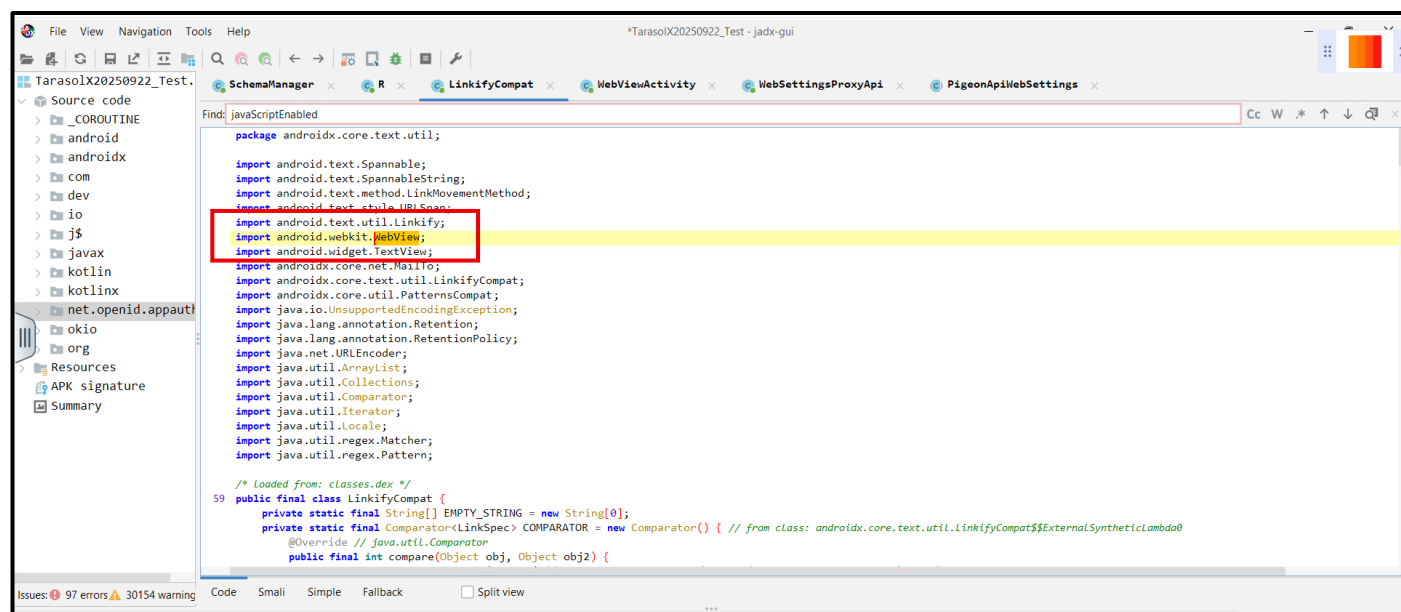 File View Navigation Tools Help *TarasolX20250922_Test - jadx-gui
TarasolX20250922_Test. SchemaManager R LinkifyCompat WebViewActivity WebSettingsProxyApi PigeonApiWebSettings
Source code
_COROUTINE
android
androidx
com
dev
io
j$
javax
kotlin
kotlinx
net.openid.appauth
okio
org
Resources
APK signature
Summary
Find: javaScriptEnabled Cc W .*
package androidx.core.text.util;
import android.text.Spannable;
import android.text.SpannableString;
import android.text.method.LinkMovementMethod;
import android.text.style.URLSpan;
import android.text.util.Linkify;
import android.webkit.WebView;
import android.widget.TextView;
import androidx.core.net.MailTo;
import androidx.core.text.util.LinkifyCompat;
import androidx.core.util.PatternsCompat;
import java.io.UnsupportedEncodingException;
import java.lang.annotation.Retention;
import java.lang.annotation.RetentionPolicy;
import java.net.URLEncoder;
import java.util.ArrayList;
import java.util.Collections;
import java.util.Comparator;
import java.util.Iterator;
import java.util.Locale;
import java.util.regex.Matcher;
import java.util.regex.Pattern;
/* loaded from: classes.dex */
59 public final class LinkifyCompat {
private static final String[] EMPTY_STRING = new String[0];
private static final Comparator<LinkSpec> COMPARATOR = new Comparator() { // from class: androidx.core.text.util.LinkifyCompat$$ExternalSyntheticLambda0
@Override // java.util.Comparator
public final int compare(Object obj, Object obj2) {
Issues: 97 errors 30154 warning Code Smali Simple Fallback Split view